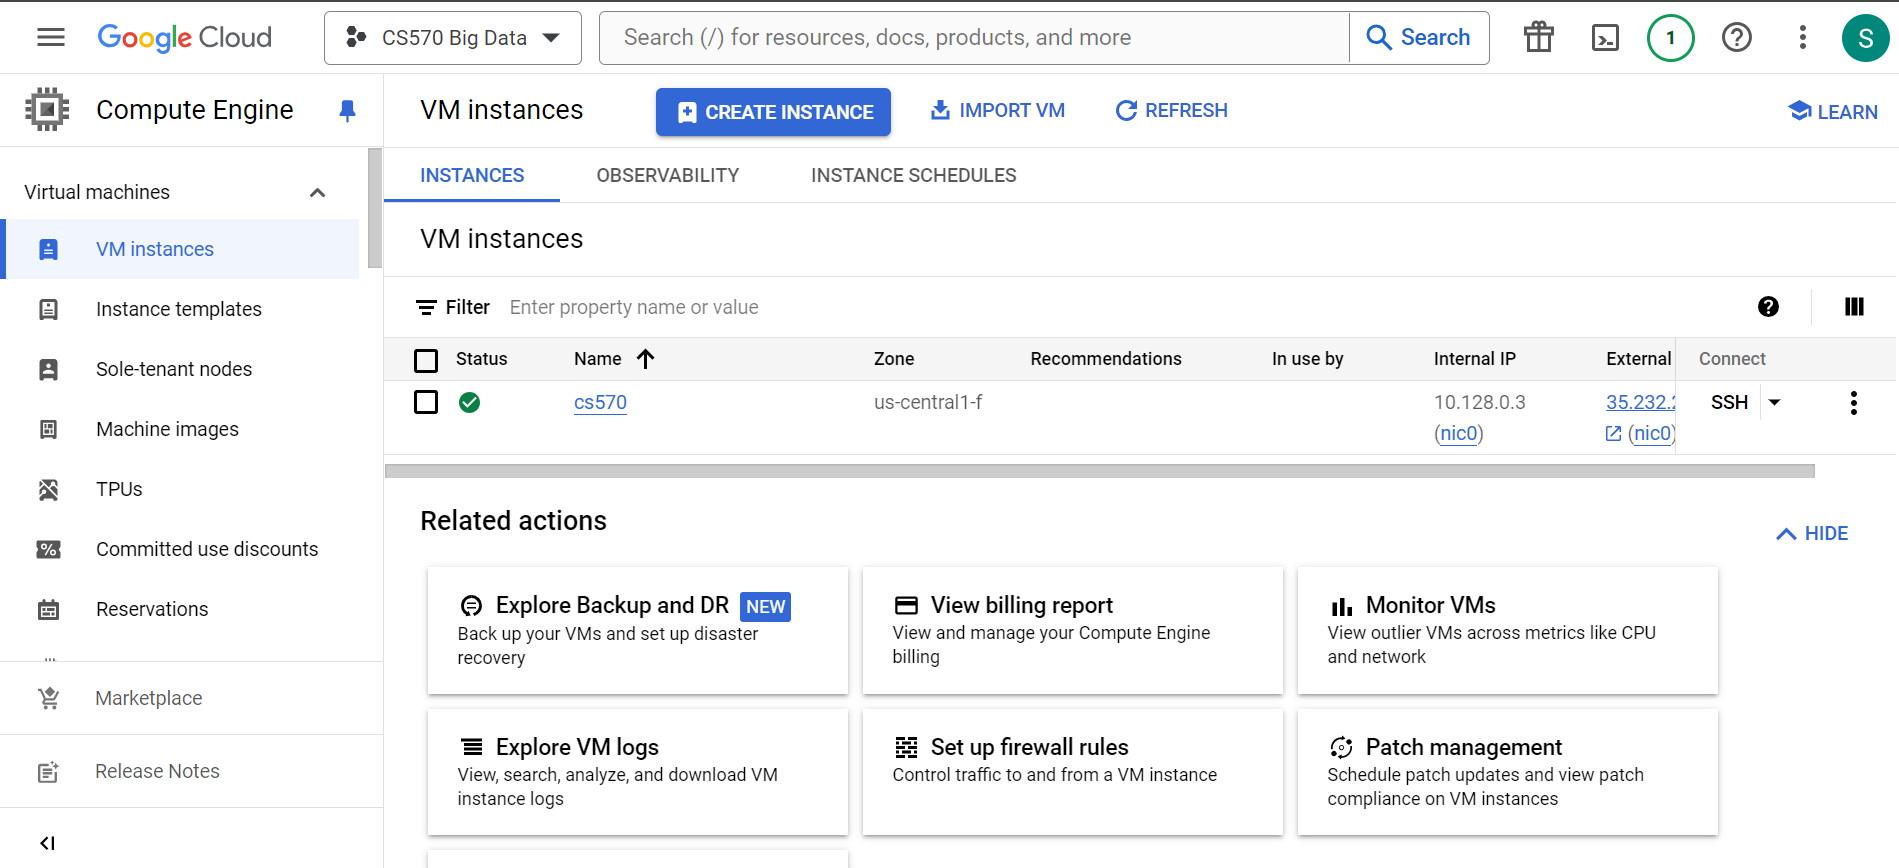 Google Cloud
CS570 Big Data
Search (/) for resources, docs, products, and more
Search
1
S
Compute Engine
VM instances
CREATE INSTANCE
IMPORT VM
REFRESH
LEARN
Virtual machines
VM instances
Instance templates
Sole-tenant nodes
Machine images
TPUs
Committed use discounts
Reservations
Marketplace
Release Notes
INSTANCES
OBSERVABILITY
INSTANCE SCHEDULES
VM instances
Filter
Enter property name or value
Status
Name
Zone
Recommendations
In use by
Internal IP
External
Connect
cs570
us-central1-f
10.128.0.3
(nic0)
35.232.
(nic0)
SSH
Related actions
HIDE
Explore Backup and DR NEW
Back up your VMs and set up disaster
recovery
View billing report
View and manage your Compute Engine
billing
Monitor VMs
View outlier VMs across metrics like CPU
and network
Explore VM logs
View, search, analyze, and download VM
instance logs
Set up firewall rules
Control traffic to and from a VM instance
Patch management
Schedule patch updates and view patch
compliance on VM instances